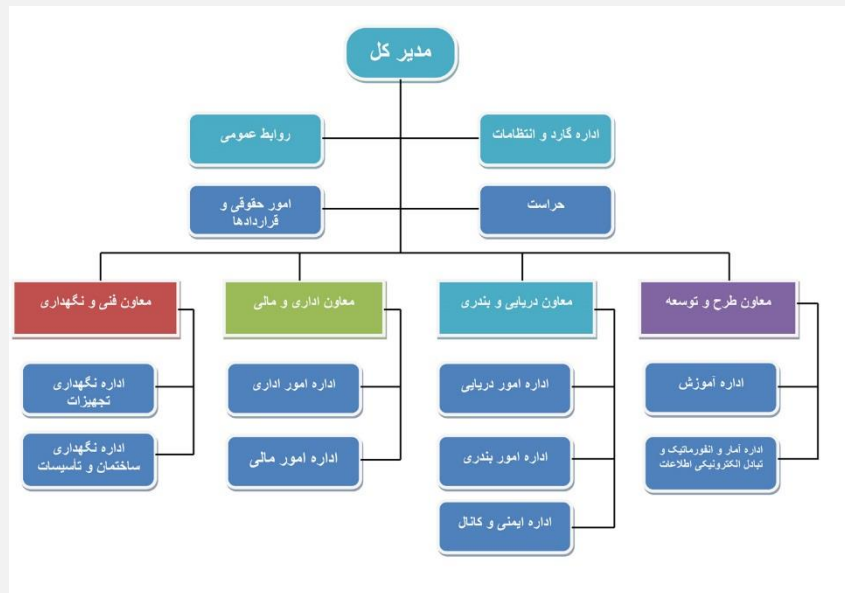 مدیر کل
اداره گارد و انتظامات
روابط عمومی
حراست
امور حقوقی و
قراردادها
معاون طرح و توسعه
معاون دریایی و بندری
معاون اداری و مالی
معاون فنی و نگهداری
اداره آموزش
اداره امور دریایی
اداره امور اداری
اداره نگهداری
تجهیزات
اداره آمار و انفورماتیک و
تبادل الکترونیکی اطلاعات
اداره امور بندری
اداره امور مالی
اداره نگهداری
ساختمان و تأسیسات
اداره ایمنی و کانال